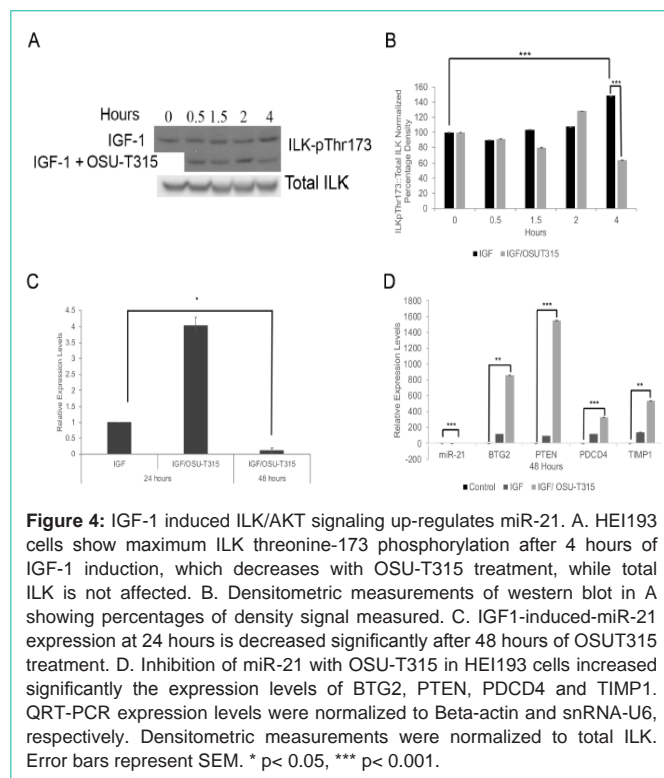 A
Hours 0 0.5 1.5 2 4
IGF-1
ILK-pThr173
IGF-1 + OSU-T315
Total ILK
B
***
***
ILKpThr173::Total ILK Normalized
Percentage Density
160
140
120
100
80
60
40
20
0
0 0.5 1.5 2 4
Hours
IGF IGF/OSUT315
C
*
Relative Expression Levels
4.5
4
3.5
3
2.5
2
1.5
1
0.5
0
IGF IGF/OSU-T315 IGF/OSU-T315
24 hours 48 hours
D
*** ** *** *** **
Relative Expression Levels
1800
1600
1400
1200
1000
800
600
400
200
0
-200
miR-21 BTG2 PTEN PDCD4 TIMP1
48 Hours
Control IGF IGF/ OSU-T315
Figure 4: IGF-1 induced ILK/AKT signaling up-regulates miR-21. A. HEI193
cells show maximum ILK threonine-173 phosphorylation after 4 hours of
IGF-1 induction, which decreases with OSU-T315 treatment, while total
ILK is not affected. B. Densitometric measurements of western blot in A
showing percentages of density signal measured. C. IGF1-induced-miR-21
expression at 24 hours is decreased significantly after 48 hours of OSUT315
treatment. D. Inhibition of miR-21 with OSU-T315 in HEI193 cells increased
significantly the expression levels of BTG2, PTEN, PDCD4 and TIMP1.
QRT-PCR expression levels were normalized to Beta-actin and snRNA-U6,
respectively. Densitometric measurements were normalized to total ILK.
Error bars represent SEM. * p< 0.05, *** p< 0.001.